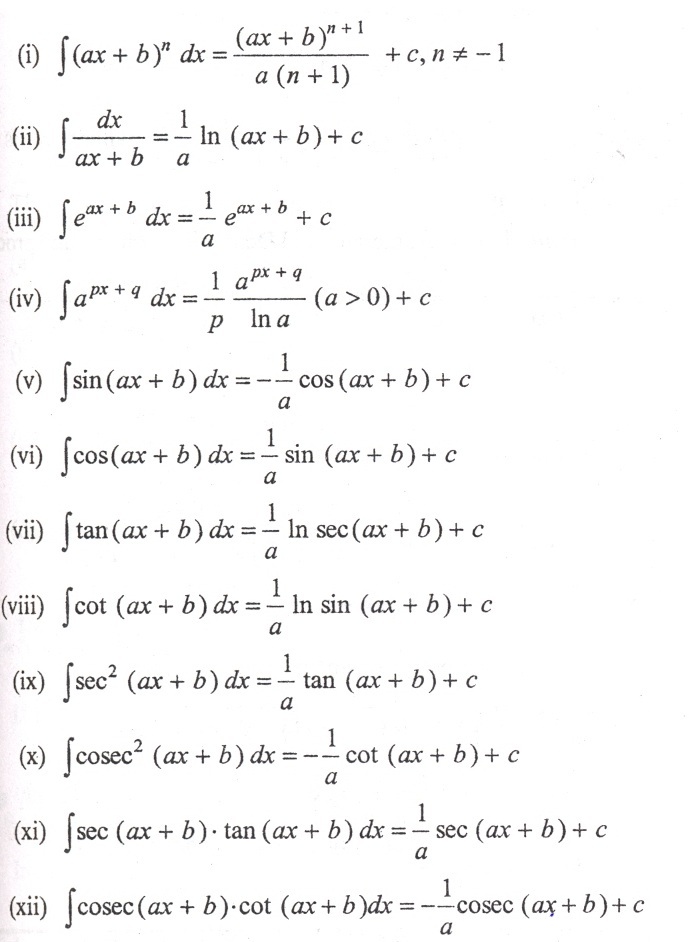 (i) ∫(ax + b)ⁿ dx = (ax + b)ⁿ⁺¹ / a (n + 1) + c, n ≠ − 1
(ii) ∫ dx / ax + b = 1/a ln (ax + b) + c
(iii) ∫e^(ax + b) dx = 1/a e^(ax + b) + c
(iv) ∫a^(px + q) dx = 1/p a^(px + q) / ln a (a > 0) + c
(v) ∫sin(ax + b) dx = −1/a cos (ax + b) + c
(vi) ∫cos(ax + b) dx = 1/a sin (ax + b) + c
(vii) ∫tan(ax + b) dx = 1/a ln sec(ax + b) + c
(viii) ∫cot (ax + b) dx = 1/a ln sin (ax + b) + c
(ix) ∫sec² (ax + b) dx = 1/a tan (ax + b) + c
(x) ∫cosec² (ax + b) dx = −1/a cot (ax + b) + c
(xi) ∫sec (ax + b)· tan (ax + b) dx = 1/a sec (ax + b) + c
(xii) ∫cosec(ax + b)·cot (ax + b)dx = −1/a cosec (ax + b) + c